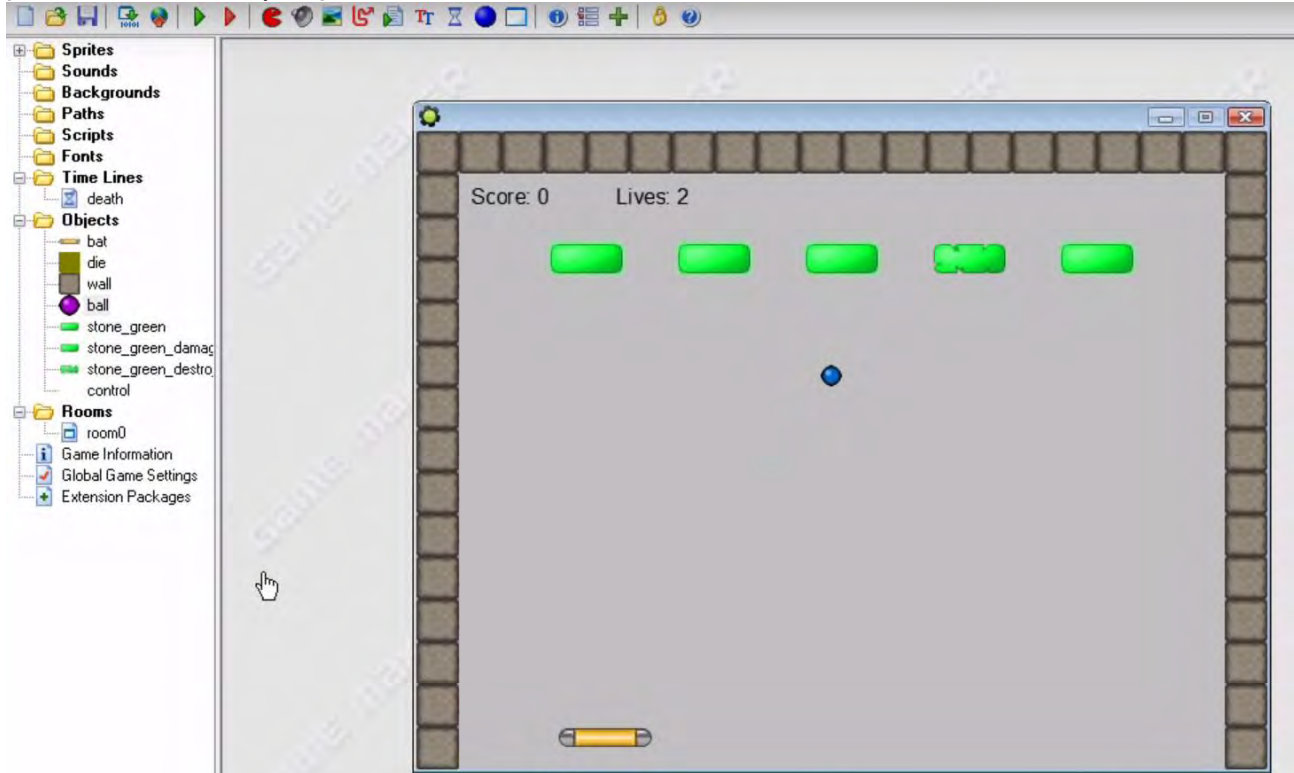 Sprites
Sounds
Backgrounds
Paths
Scripts
Fonts
Time Lines
death
Objects
bat
die
wall
ball
stone_green
stone_green_damag
stone_green_destro
control
Rooms
room0
Game Information
Global Game Settings
Extension Packages
Score: 0 Lives: 2